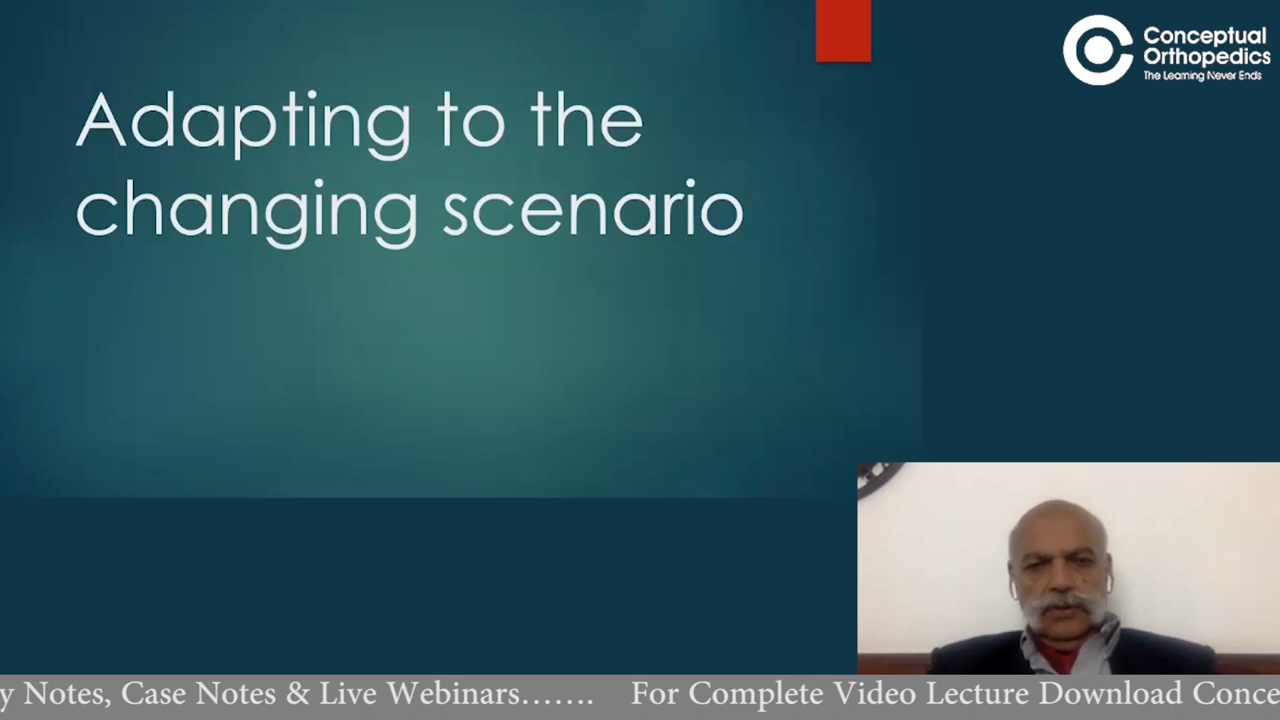 Adapting to the
changing scenario
Conceptual
Orthopedics
The Learning Never Ends
y Notes, Case Notes & Live Webinars....... For Complete Video Lecture Download Conce